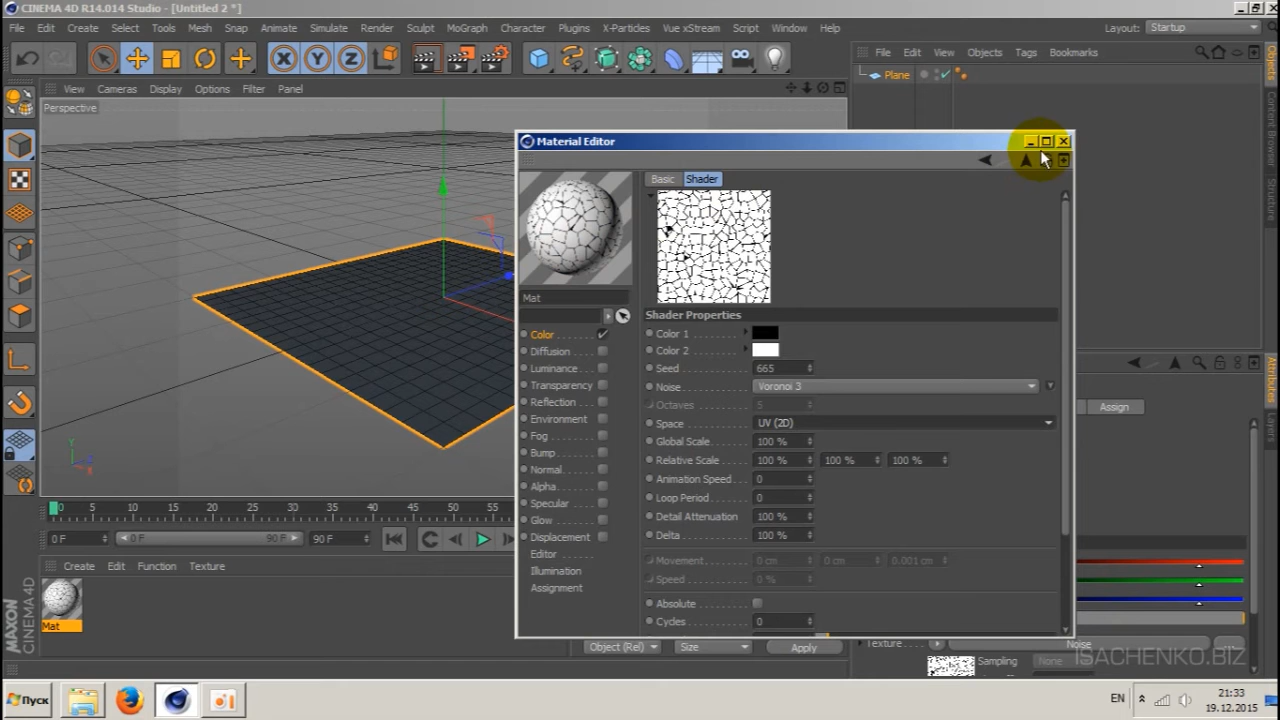 CINEMA 4D R14.014 Studio - [Untitled 2 *]
File Edit Create Select Tools Mesh Snap Animate Simulate Render Sculpt MoGraph Character Plugins X-Particles Vue xStream Script Window Help Layout: Startup
X Y Z
File Edit View Objects Tags Bookmarks
Plane
View Cameras Display Options Filter Panel
Perspective
Material Editor
Basic Shader
Mat
Shader Properties
Color 1
Color 2
Seed 665
Noise Voronoi 3
Octaves 5
Space UV (2D)
Global Scale 100 %
Relative Scale 100 % 100 % 100 %
Animation Speed 0
Loop Period 0
Detail Attenuation 100 %
Delta 100 %
Movement 0 cm 0 cm 0.001 cm
Speed 0 %
Absolute
Cycles 0
Color
Diffusion
Luminance
Transparency
Reflection
Environment
Fog
Bump
Normal
Alpha
Specular
Glow
Displacement
Editor
Illumination
Assignment
Assign
Objects
Content Browser
Structure
Attributes
Layers
Y
0 5 10 15 20 25 30 35 40 45 50 55
0 F 0 F 90 F 90 F
Create Edit Function Texture
Mat
MAXON
CINEMA 4D
Object (Rel) Size Apply
Texture Noise
Sampling None
ISACHENKO.BIZ
Пуск
EN
21:33
19.12.2015